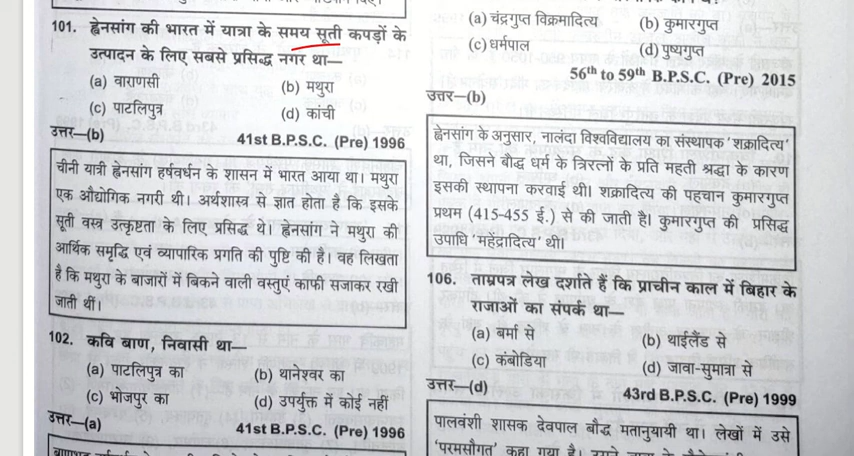 101. ह्वेनसांग की भारत में यात्रा के समय सूती कपड़ों के
उत्पादन के लिए सबसे प्रसिद्ध नगर था—
(a) वाराणसी (b) मथुरा
(c) पाटलिपुत्र (d) कांची
उत्तर—(b) 41st B.P.S.C. (Pre) 1996
चीनी यात्री ह्वेनसांग हर्षवर्धन के शासन में भारत आया था। मथुरा
एक औद्योगिक नगरी थी। अर्थशास्त्र से ज्ञात होता है कि इसके
सूती वस्त्र उत्कृष्टता के लिए प्रसिद्ध थे। ह्वेनसांग ने मथुरा की
आर्थिक समृद्धि एवं व्यापारिक प्रगति की पुष्टि की है। वह लिखता
है कि मथुरा के बाजारों में बिकने वाली वस्तुएं काफी सजाकर रखी
जाती थीं।
102. कवि बाण, निवासी था—
(a) पाटलिपुत्र का (b) थानेश्वर का
(c) भोजपुर का (d) उपर्युक्त में कोई नहीं
उत्तर—(a) 41st B.P.S.C. (Pre) 1996
(a) चंद्रगुप्त विक्रमादित्य (b) कुमारगुप्त
(c) धर्मपाल (d) पुष्यगुप्त
56th to 59th B.P.S.C. (Pre) 2015
उत्तर—(b)
ह्वेनसांग के अनुसार, नालंदा विश्वविद्यालय का संस्थापक 'शक्रादित्य'
था, जिसने बौद्ध धर्म के त्रिरत्नों के प्रति महती श्रद्धा के कारण
इसकी स्थापना करवाई थी। शक्रादित्य की पहचान कुमारगुप्त
प्रथम (415-455 ई.) से की जाती है। कुमारगुप्त की प्रसिद्ध
उपाधि 'महेंद्रादित्य' थी।
106. ताम्रपत्र लेख दर्शाते हैं कि प्राचीन काल में बिहार के
राजाओं का संपर्क था—
(a) बर्मा से (b) थाईलैंड से
(c) कंबोडिया (d) जावा-सुमात्रा से
उत्तर—(d) 43rd B.P.S.C. (Pre) 1999
पालवंशी शासक देवपाल बौद्ध मतानुयायी था। लेखों में उसे
'परमसौगत' कहा गया है।